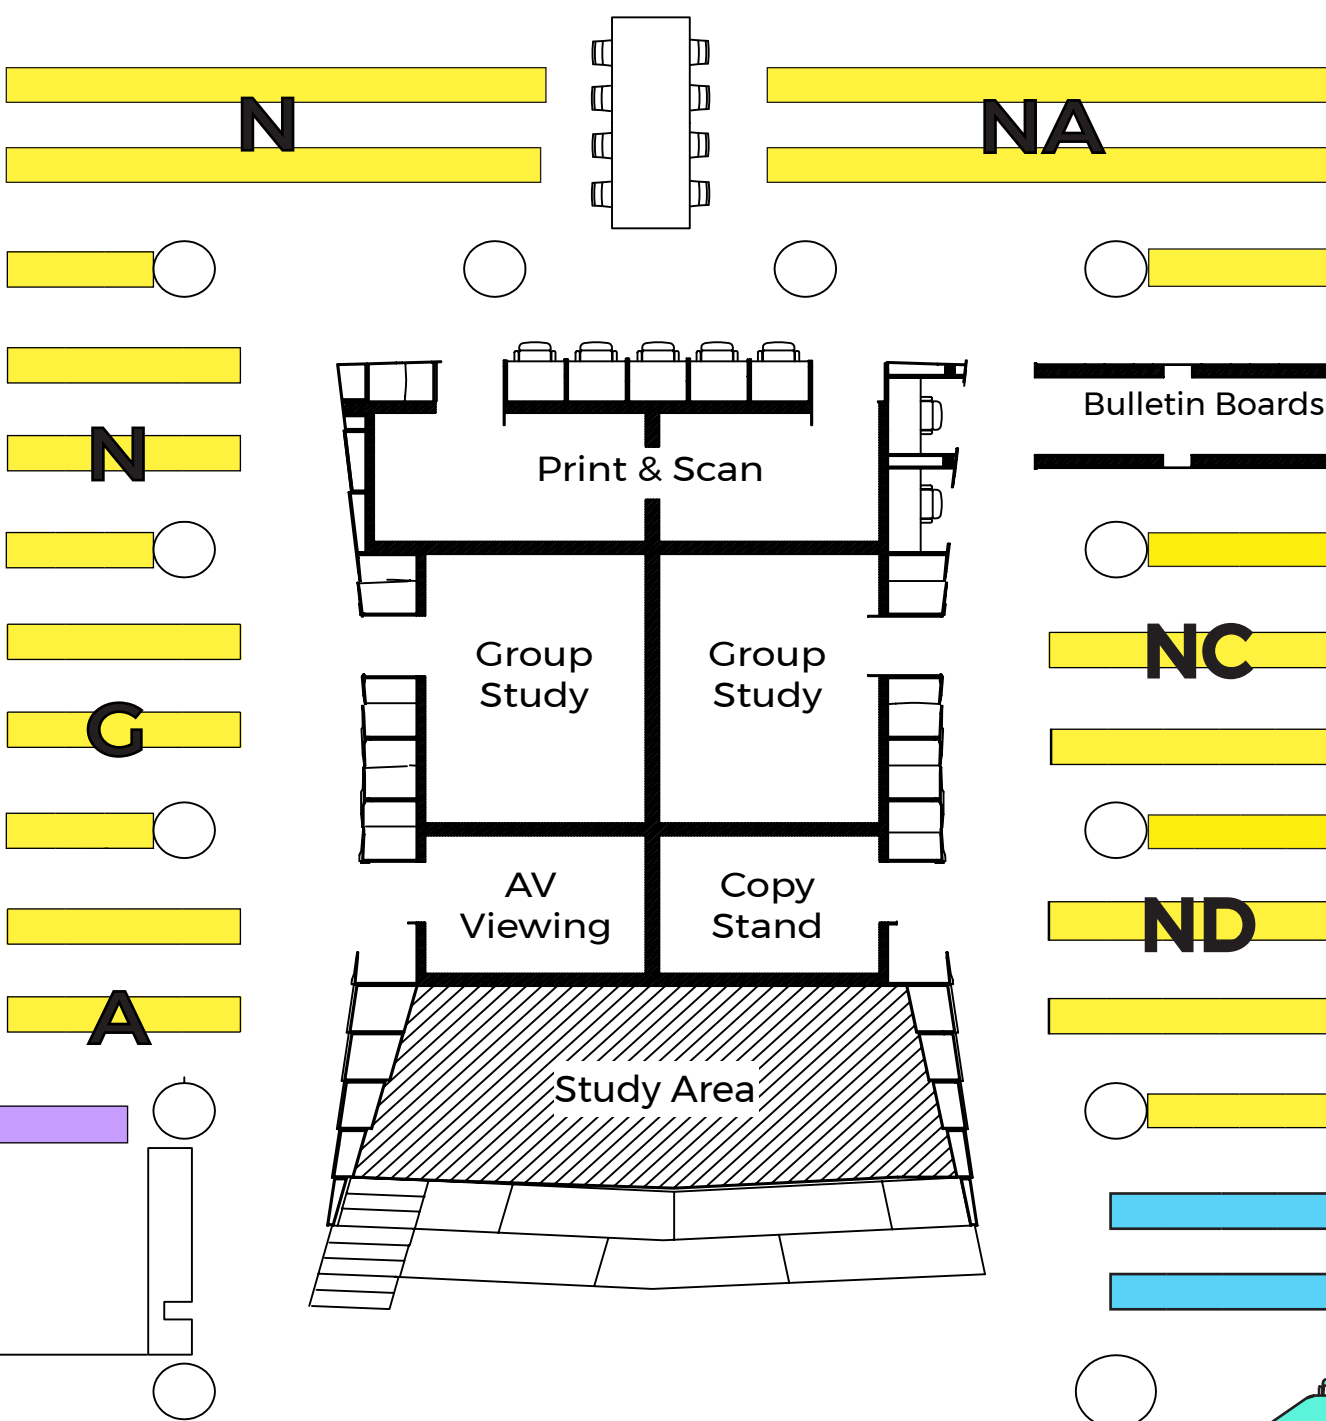 N
NA
Bulletin Boards
N
Print & Scan
Group
Study
Group
Study
NC
G
AV
Viewing
Copy
Stand
ND
A
Study Area